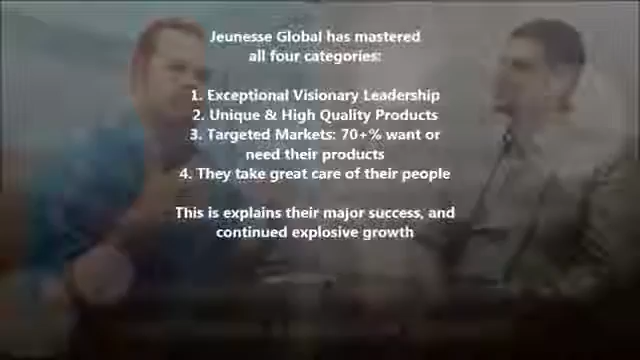 Jeunesse Global has mastered
all four categories:
1. Exceptional Visionary Leadership
2. Unique & High Quality Products
3. Targeted Markets: 70+% want or
need their products
4. They take great care of their people
This is explains their major success, and
continued explosive growth